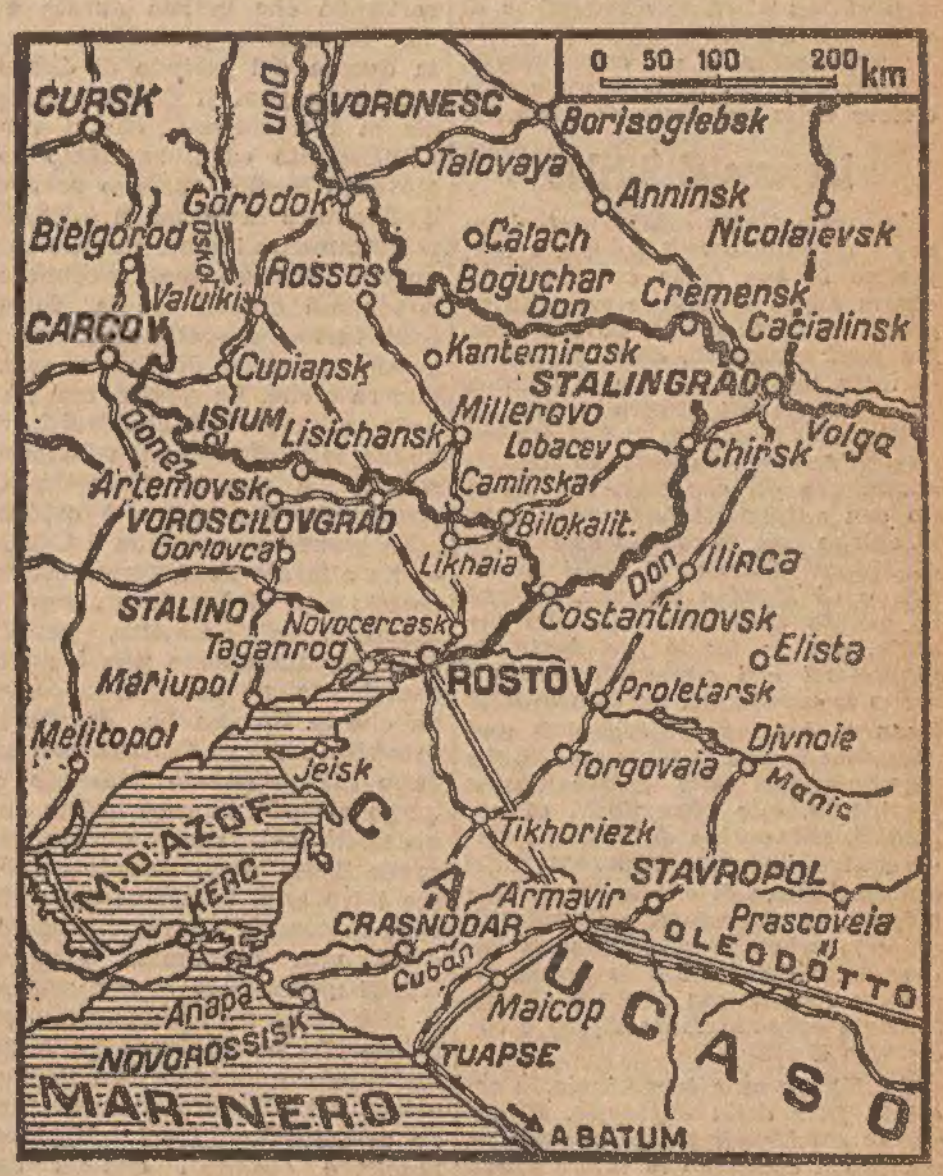 0 50 100 200 km
CURSK
DON
VORONESC
Borisoglebsk
Talovaya
Gorodok
Anninsk
Bielgorod
Oskol
Calach
Nicolaievsk
Rossos
Boguchar
Don
Cremensk
Valuiki
Cacialinsk
CARCOV
Cupiansk
Kantemirosk
STALINGRAD
Volga
Donez
ISIUM
Lisichansk
Millerovo
Lobacev
Chirsk
Artemovsk
Caminska
VOROSCILOVGRAD
Bilokalit.
Gorlovca
Likhaia
Don
Ilinca
STALINO
Novocercask
Costantinovsk
Taganrog
Elista
Mariupol
ROSTOV
Proletarsk
Melitopol
Jeisk
Torgovaia
Divnoie
Manic
M. D'AZOF
Tikhoriezk
KERC
Armavir
STAVROPOL
CRASNODAR
Prascoveia
Cuban
OLEODOTTO
Anapa
Maicop
NOVOROSSISK
TUAPSE
CAUCASO
MAR NERO
A BATUM